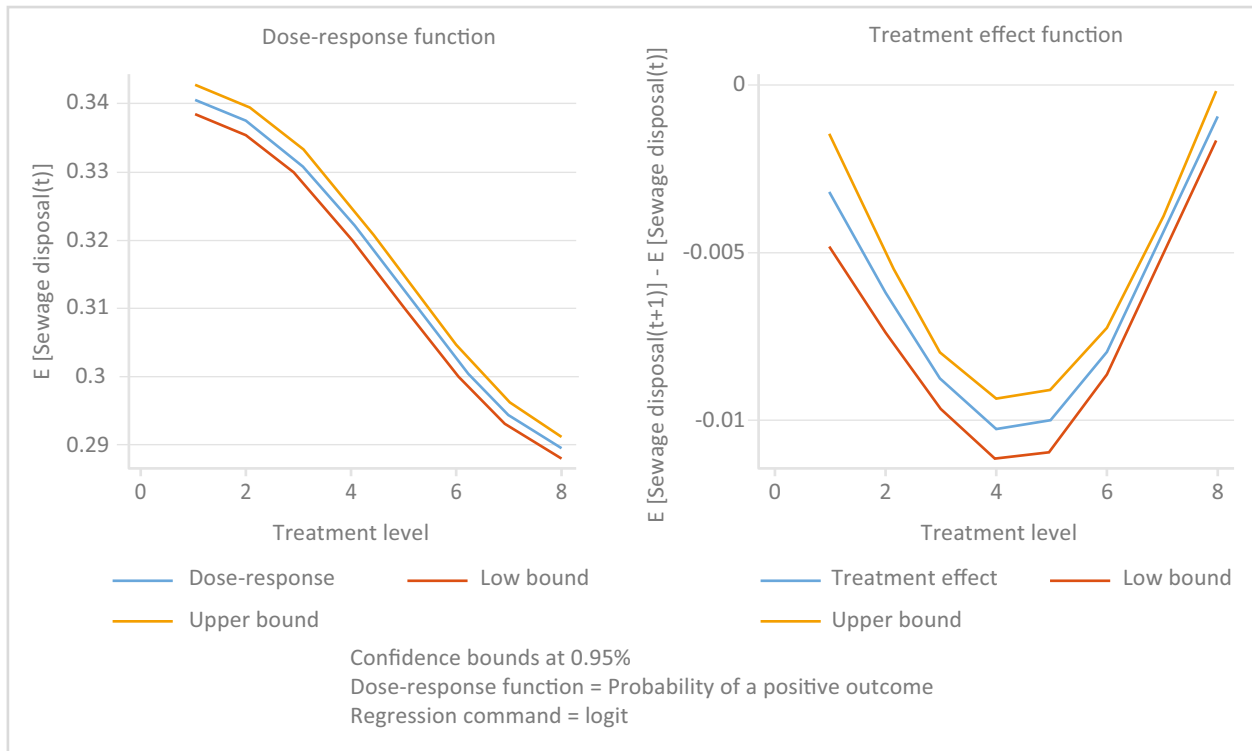 Dose-response function
E [Sewage disposal(t)]
0.34
0.33
0.32
0.31
0.3
0.29
0 2 4 6 8
Treatment level
Dose-response Low bound
Upper bound
Treatment effect function
E [Sewage disposal(t+1)] - E [Sewage disposal(t)]
0
-0.005
-0.01
0 2 4 6 8
Treatment level
Treatment effect Low bound
Upper bound
Confidence bounds at 0.95%
Dose-response function = Probability of a positive outcome
Regression command = logit